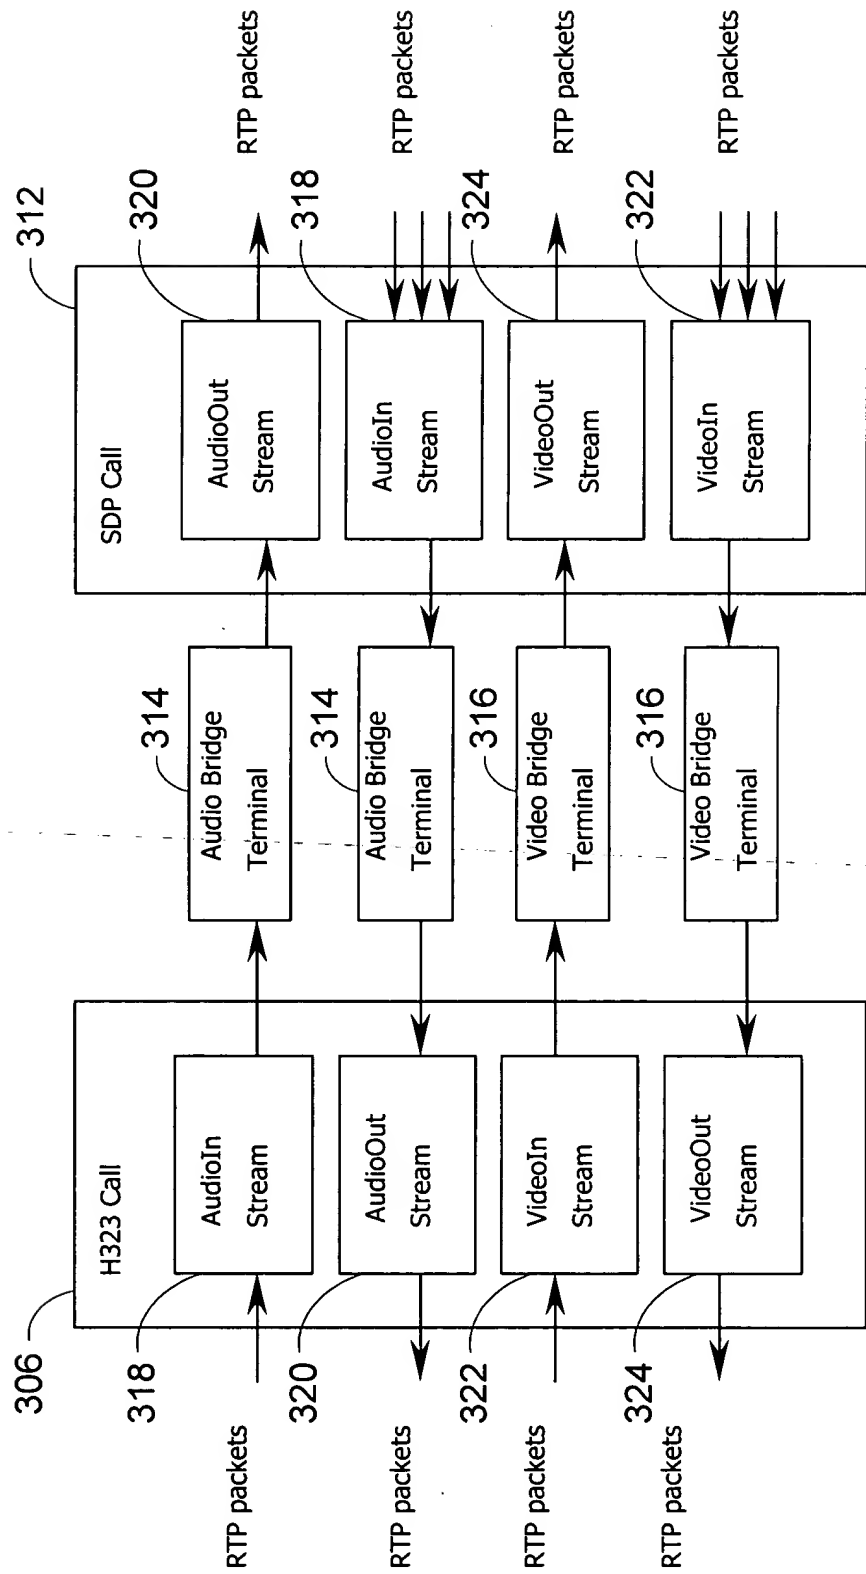 306
H323 Call
318
RTP packets
AudioIn
Stream
320
RTP packets
AudioOut
Stream
322
RTP packets
VideoIn
Stream
324
RTP packets
VideoOut
Stream
314
Audio Bridge
Terminal
314
Audio Bridge
Terminal
316
Video Bridge
Terminal
316
Video Bridge
Terminal
312
SDP Call
320
RTP packets
AudioOut
Stream
318
RTP packets
AudioIn
Stream
324
RTP packets
VideoOut
Stream
322
RTP packets
VideoIn
Stream